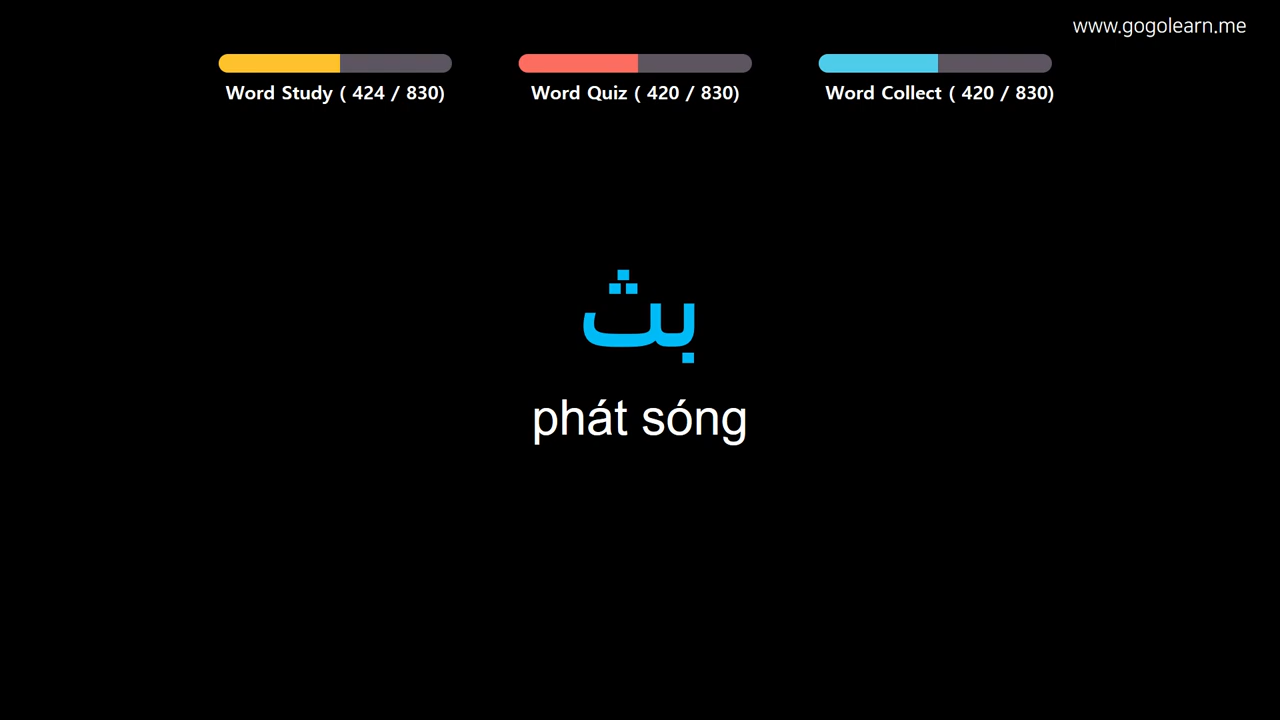 www.gogolearn.me
Word Study ( 424 / 830)
Word Quiz ( 420 / 830)
Word Collect ( 420 / 830)
بث
phát sóng